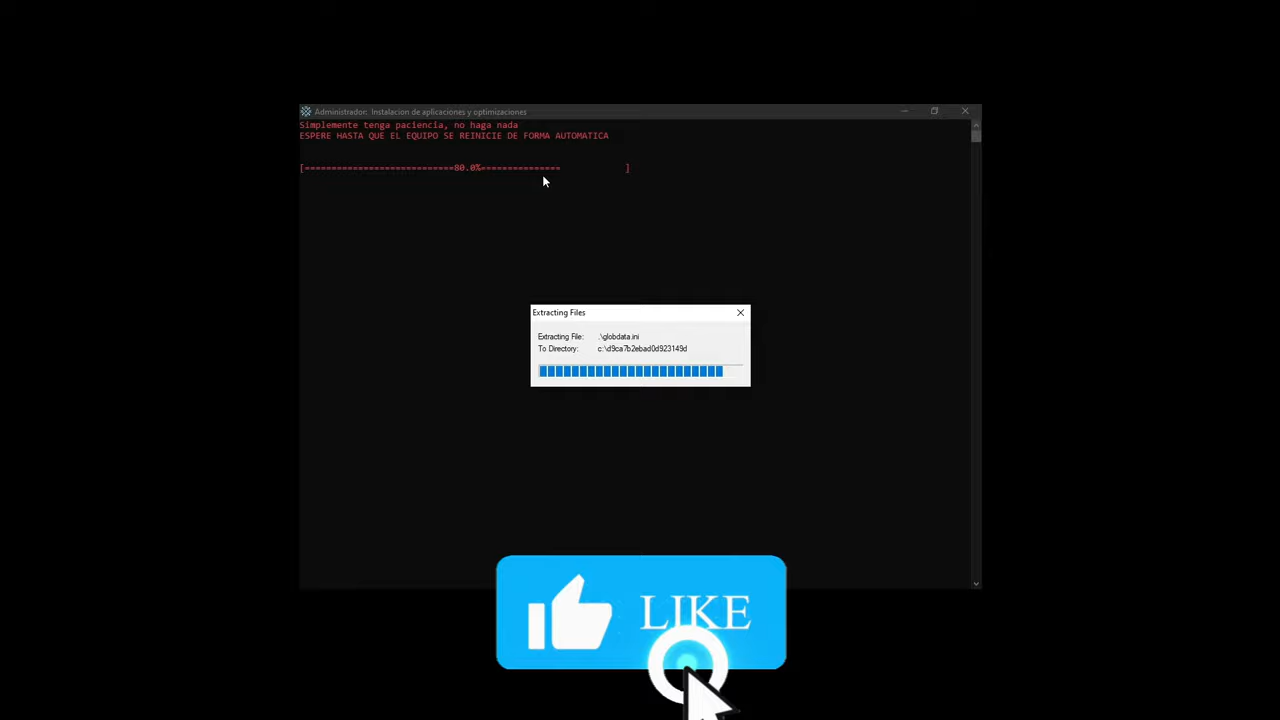 Administrador: Instalacion de aplicaciones y optimizaciones
Simplemente tenga paciencia, no haga nada
ESPERE HASTA QUE EL EQUIPO SE REINICIE DE FORMA AUTOMATICA
[============================80.0%=============== ]
Extracting Files
Extracting File: .\globdata.ini
To Directory: c:\d9ca7b2ebad0d923149d
LIKE